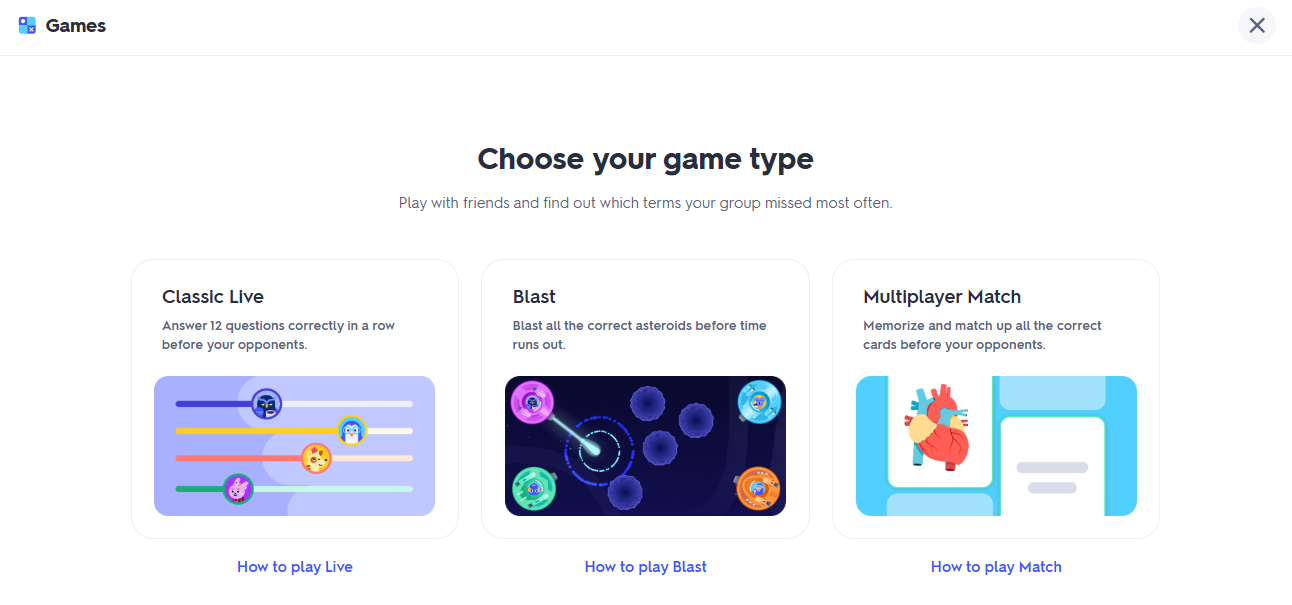 Games
Choose your game type
Play with friends and find out which terms your group missed most often.
Classic Live
Answer 12 questions correctly in a row
before your opponents.
Blast
Blast all the correct asteroids before time
runs out.
Multiplayer Match
Memorize and match up all the correct
cards before your opponents.
How to play Live
How to play Blast
How to play Match